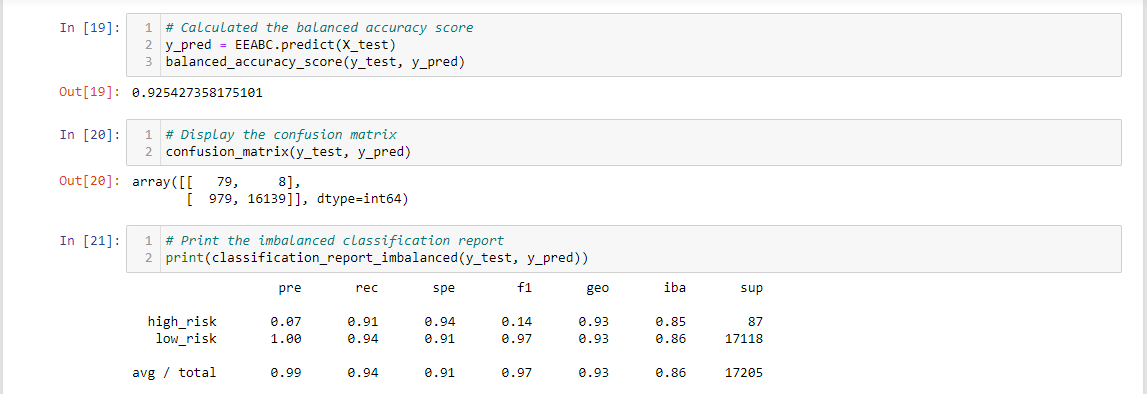 In [19]:
1 # Calculated the balanced accuracy score
2 y_pred = EEABC.predict(X_test)
3 balanced_accuracy_score(y_test, y_pred)
Out[19]: 0.925427358175101
In [20]:
1 # Display the confusion matrix
2 confusion_matrix(y_test, y_pred)
Out[20]: array([[   79,     8],
       [  979, 16139]], dtype=int64)
In [21]:
1 # Print the imbalanced classification report
2 print(classification_report_imbalanced(y_test, y_pred))
pre rec spe f1 geo iba sup
high_risk 0.07 0.91 0.94 0.14 0.93 0.85 87
low_risk 1.00 0.94 0.91 0.97 0.93 0.86 17118
avg / total 0.99 0.94 0.91 0.97 0.93 0.86 17205